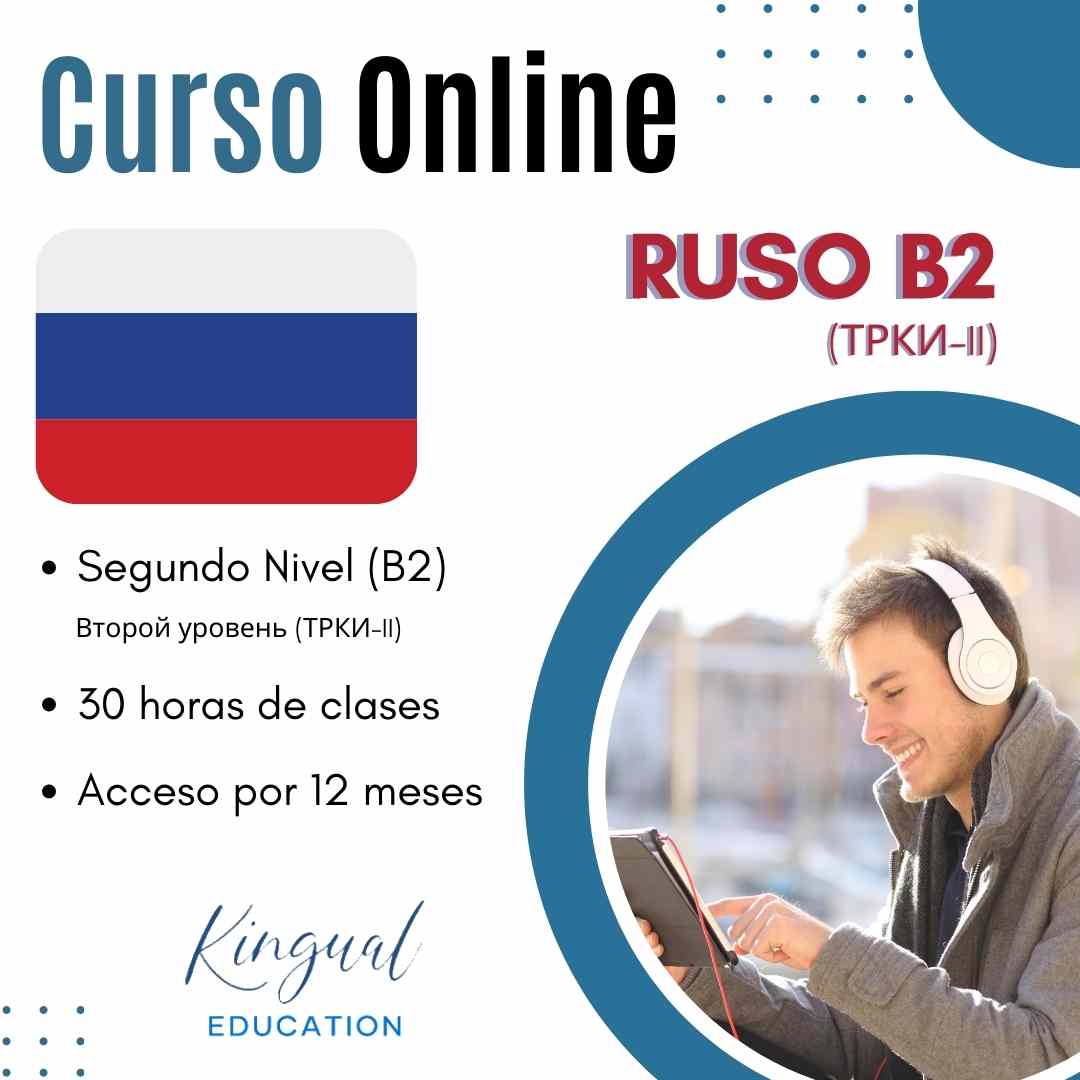 Curso Online
RUSO B2
(ТРКИ-II)
Segundo Nivel (B2)
Второй уровень (ТРКИ-II)
30 horas de clases
Acceso por 12 meses
Kingual
EDUCATION